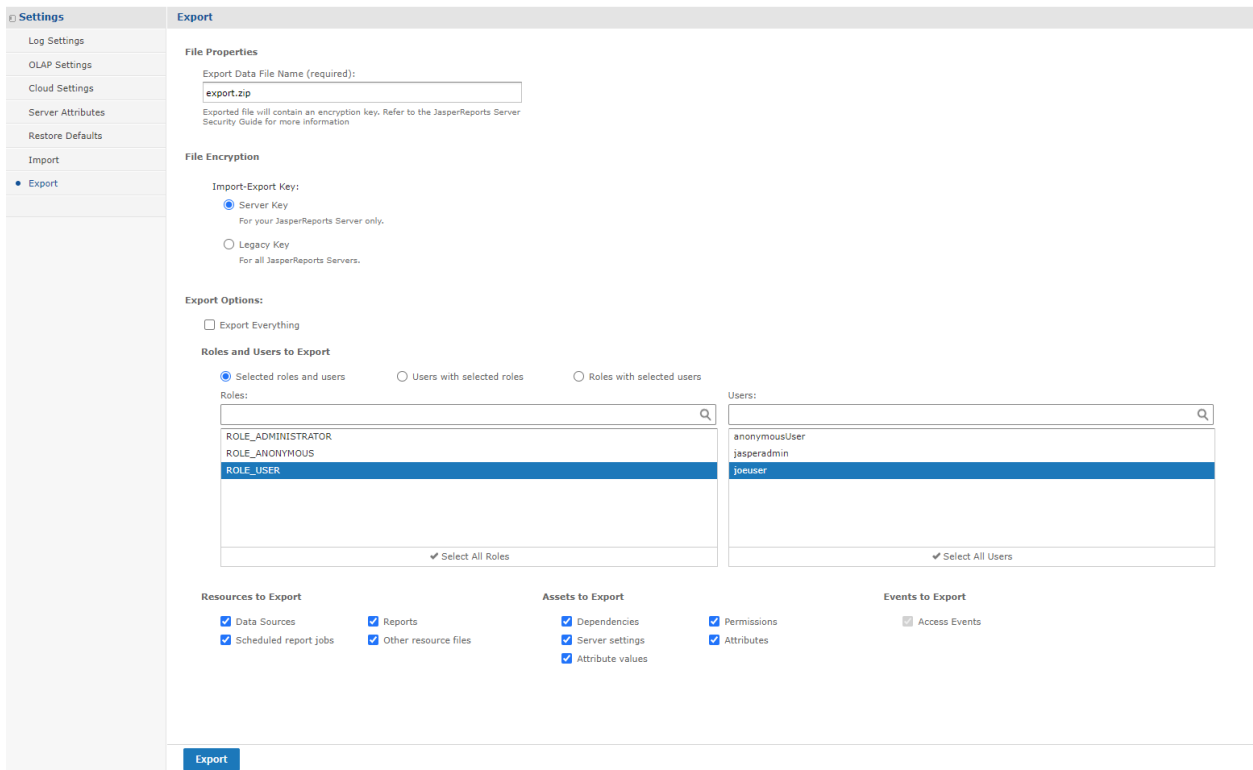 Settings
Log Settings
OLAP Settings
Cloud Settings
Server Attributes
Restore Defaults
Import
Export
Export
File Properties
Export Data File Name (required):
export.zip
Exported file will contain an encryption key. Refer to the JasperReports Server
Security Guide for more information
File Encryption
Import-Export Key:
Server Key
For your JasperReports Server only.
Legacy Key
For all JasperReports Servers.
Export Options:
Export Everything
Roles and Users to Export
Selected roles and users
Users with selected roles
Roles with selected users
Roles:
ROLE_ADMINISTRATOR
ROLE_ANONYMOUS
ROLE_USER
Select All Roles
Users:
anonymousUser
jasperadmin
joeuser
Select All Users
Resources to Export
Data Sources
Reports
Scheduled report jobs
Other resource files
Assets to Export
Dependencies
Permissions
Server settings
Attributes
Attribute values
Events to Export
Access Events
Export